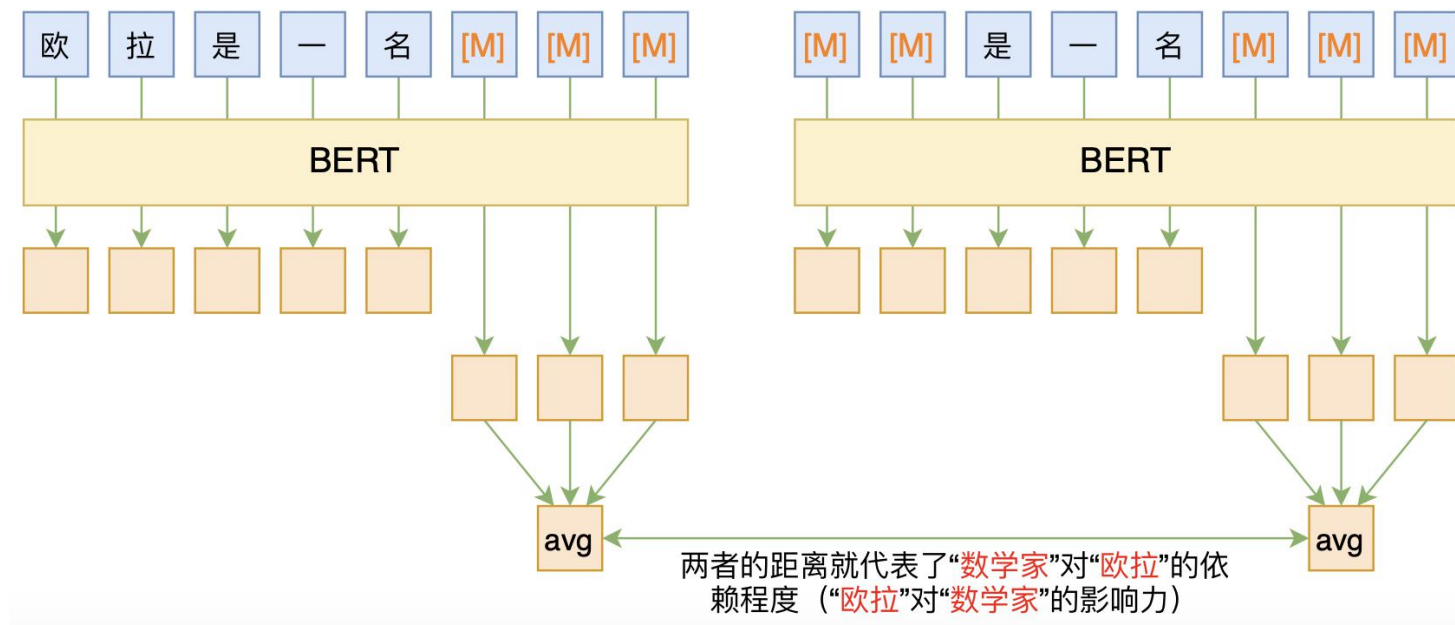 欧 拉 是 一 名 [M] [M] [M]
[M] [M] 是 一 名 [M] [M] [M]
BERT
BERT
avg
avg
两者的距离就代表了“数学家”对“欧拉”的依
赖程度（“欧拉”对“数学家”的影响力）